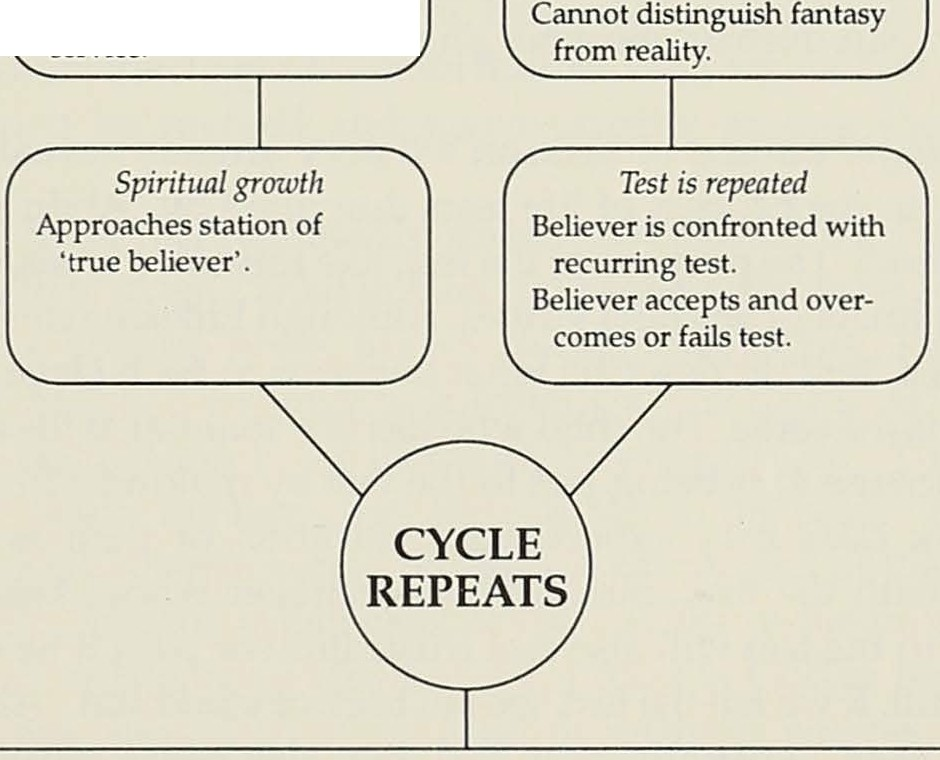 Cannot distinguish fantasy
from reality.
Spiritual growth
Approaches station of
‘true believer’.
Test is repeated
Believer is confronted with
recurring test.
Believer accepts and over-
comes or fails test.
CYCLE
REPEATS